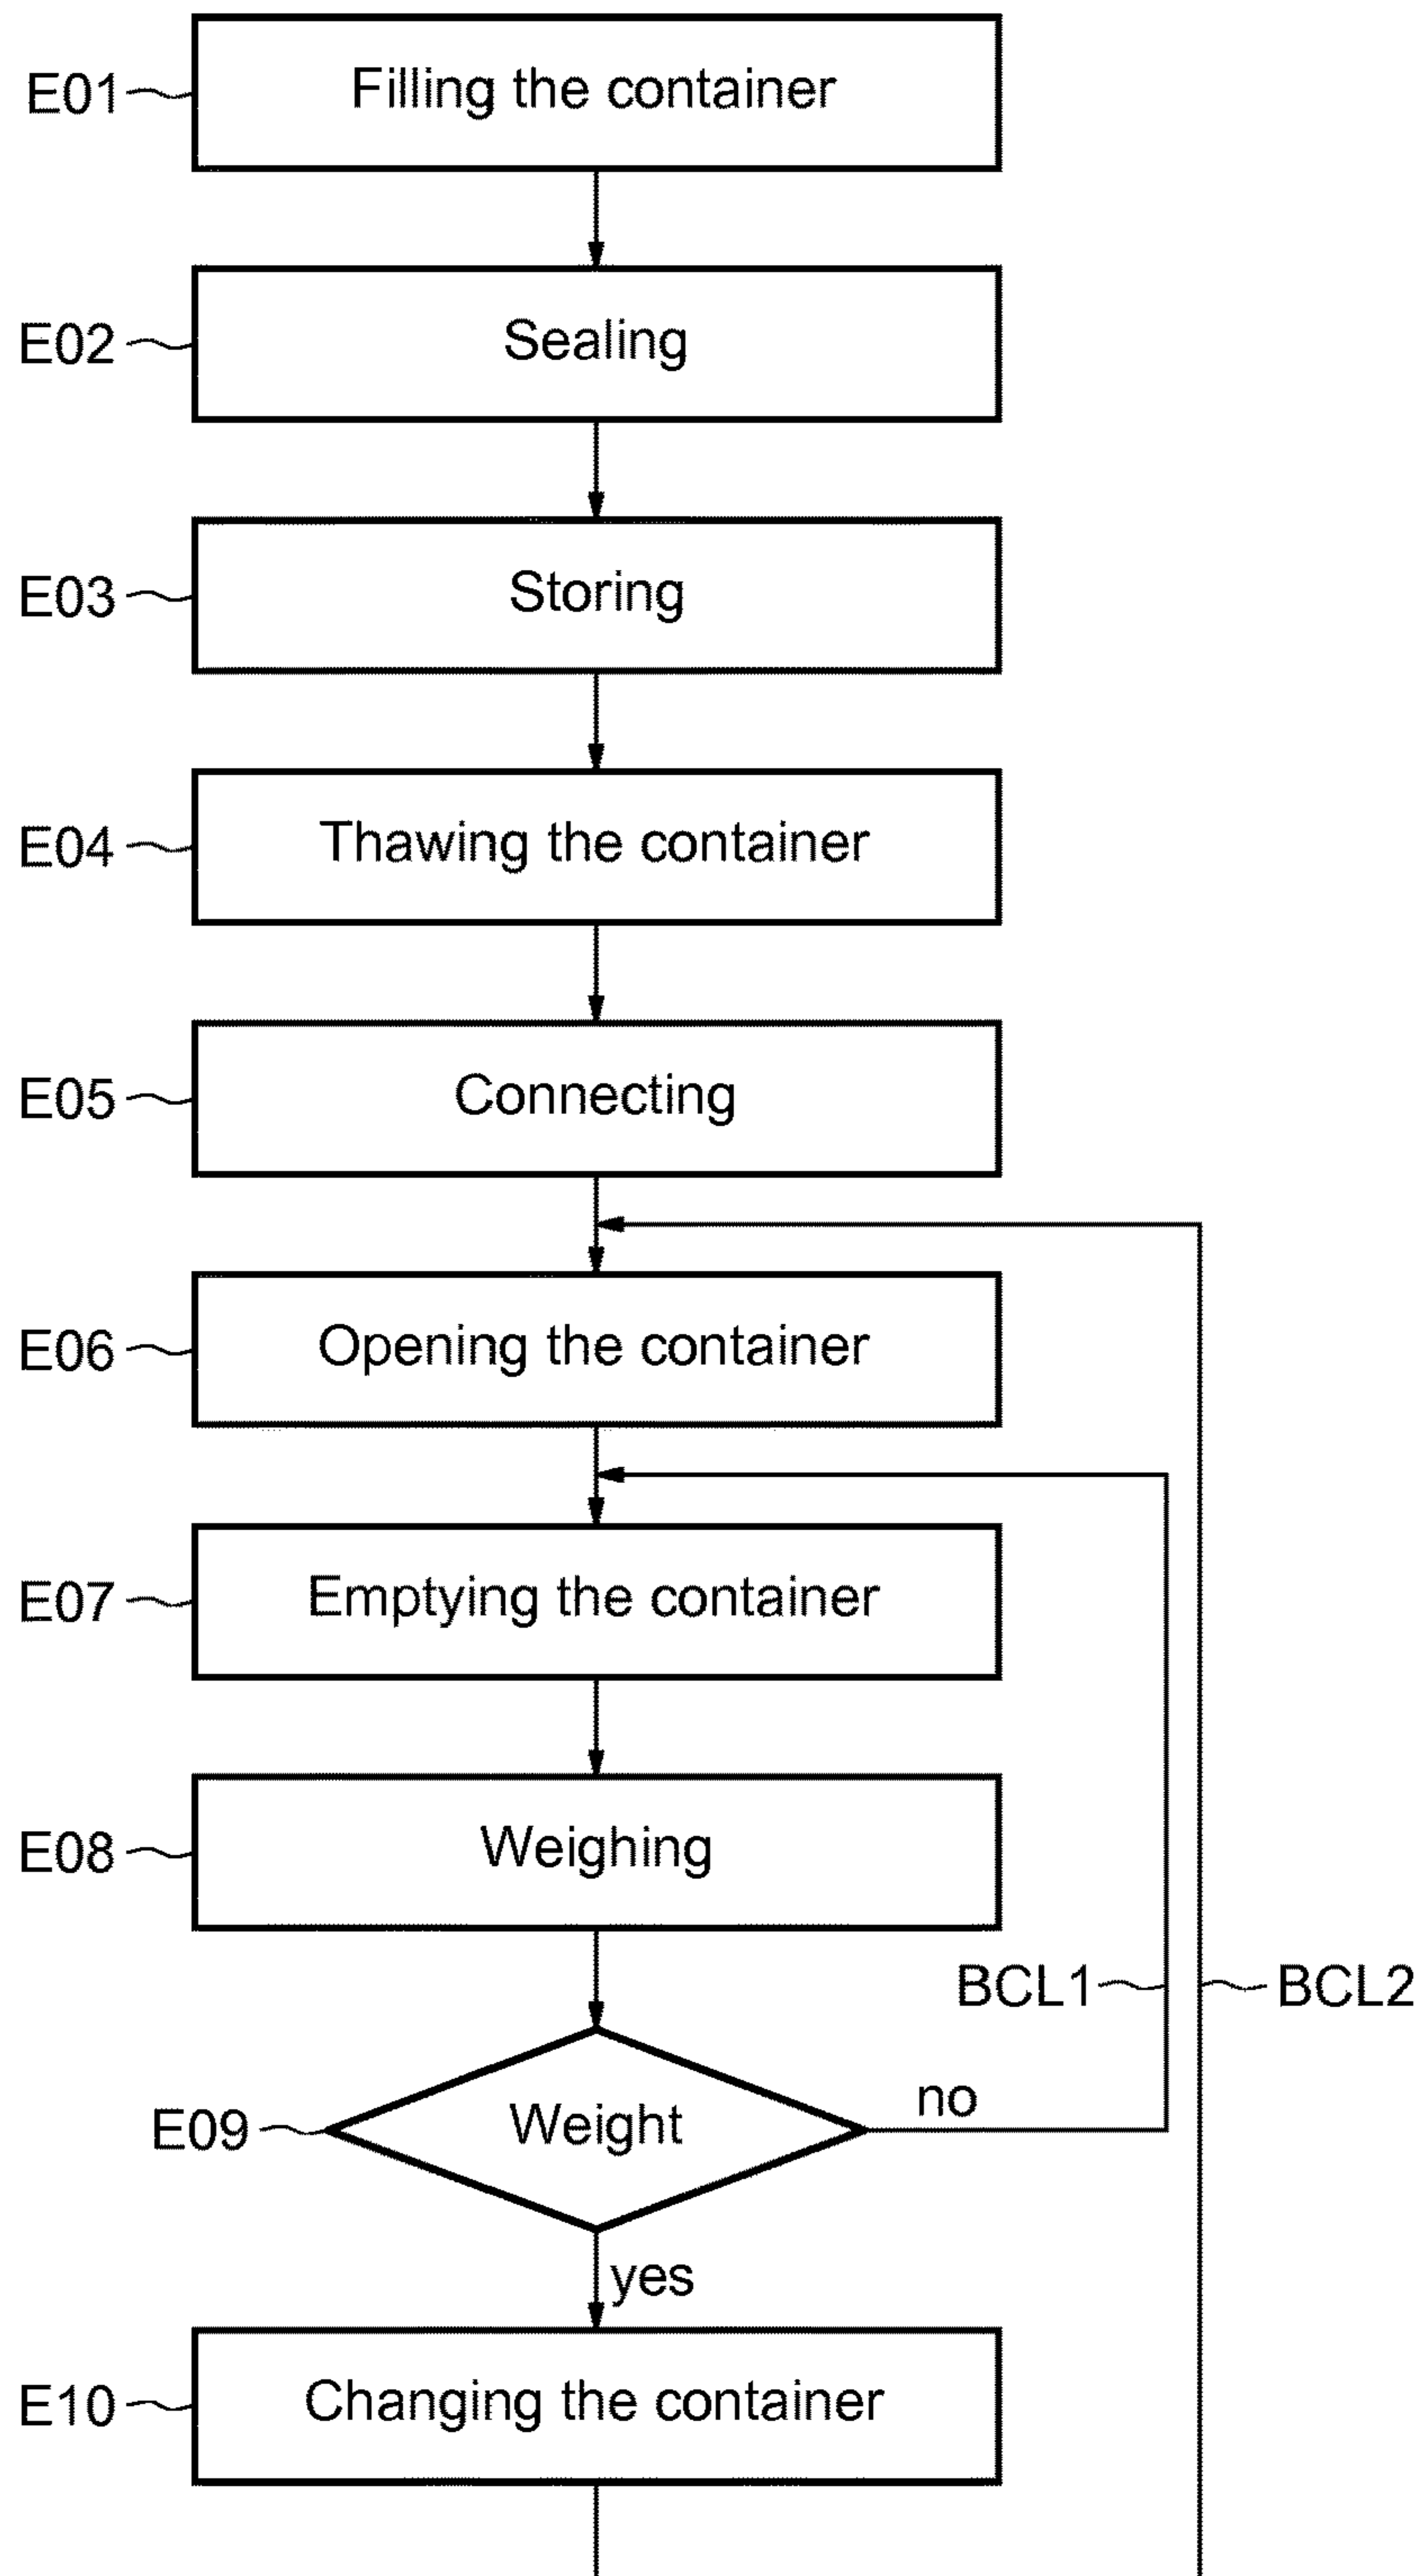 E01 Filling the container
E02 Sealing
E03 Storing
E04 Thawing the container
E05 Connecting
E06 Opening the container
E07 Emptying the container
E08 Weighing
BCL1 BCL2
E09 Weight no
yes
E10 Changing the container